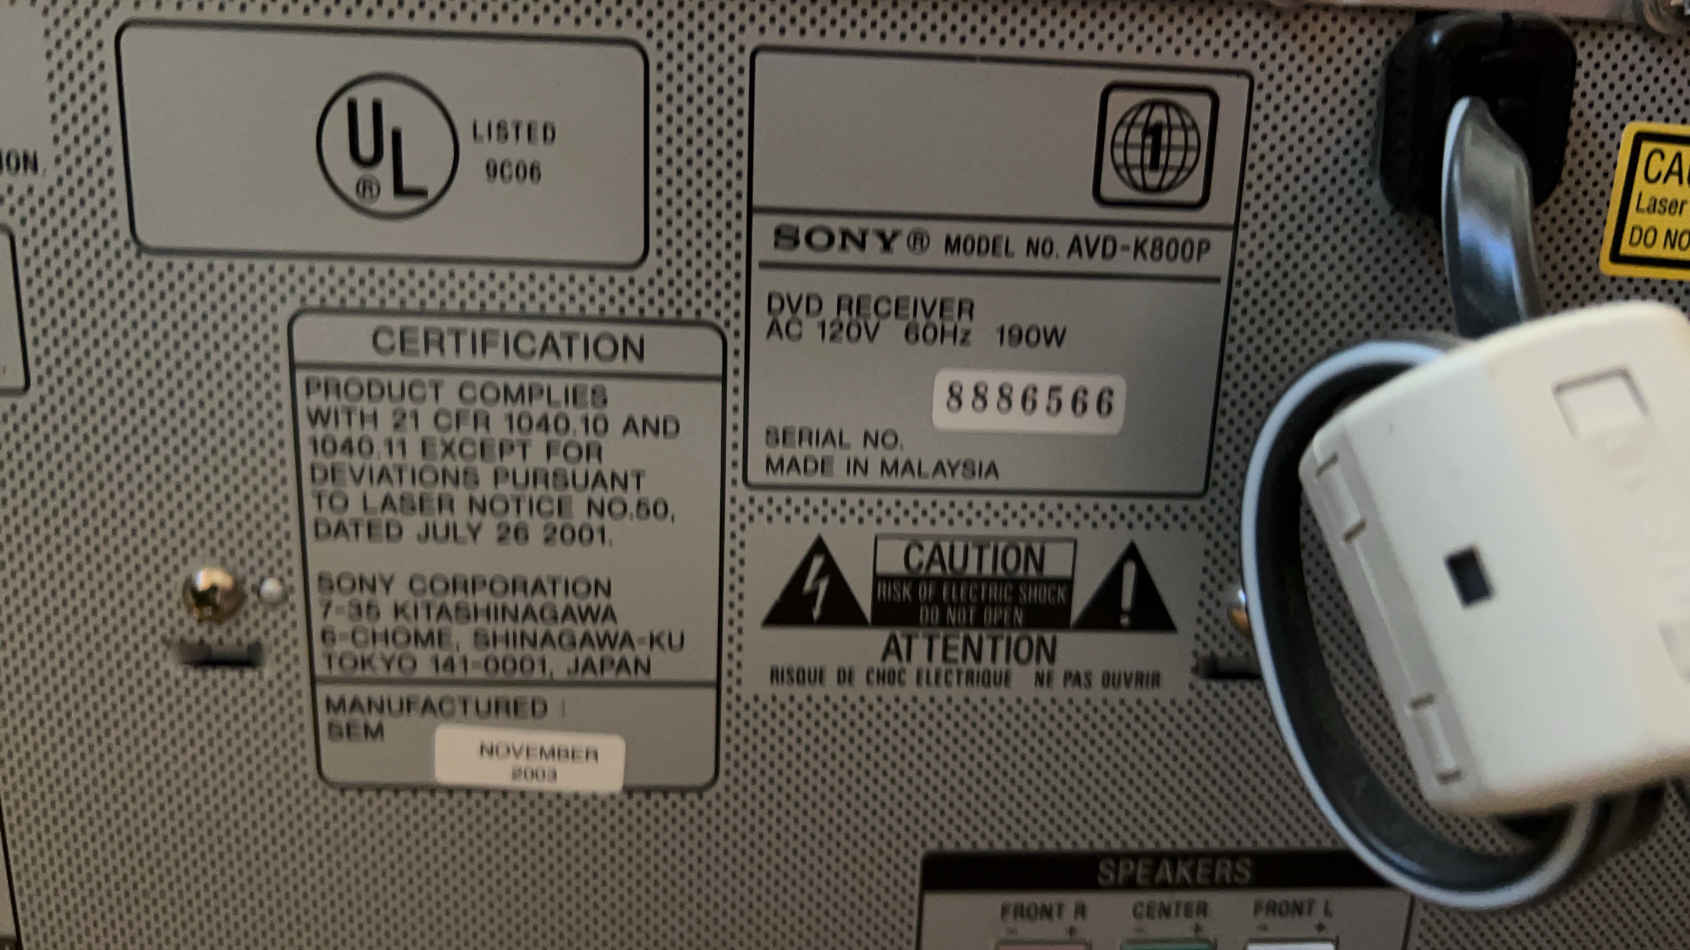 ION.
UL
®
LISTED
9C06
1
SONY® MODEL NO. AVD-K800P
DVD RECEIVER
AC 120V 60Hz 190W
8886566
SERIAL NO.
MADE IN MALAYSIA
CERTIFICATION
PRODUCT COMPLIES
WITH 21 CFR 1040.10 AND
1040.11 EXCEPT FOR
DEVIATIONS PURSUANT
TO LASER NOTICE NO.50,
DATED JULY 26 2001.
SONY CORPORATION
7-35 KITASHINAGAWA
6-CHOME, SHINAGAWA-KU
TOKYO 141-0001, JAPAN
MANUFACTURED :
SEM
NOVEMBER
2003
CAUTION
RISK OF ELECTRIC SHOCK
DO NOT OPEN
ATTENTION
RISQUE DE CHOC ELECTRIQUE NE PAS OUVRIR
CAU
Laser
DO NO
SPEAKERS
FRONT R CENTER FRONT L
- + - + - +